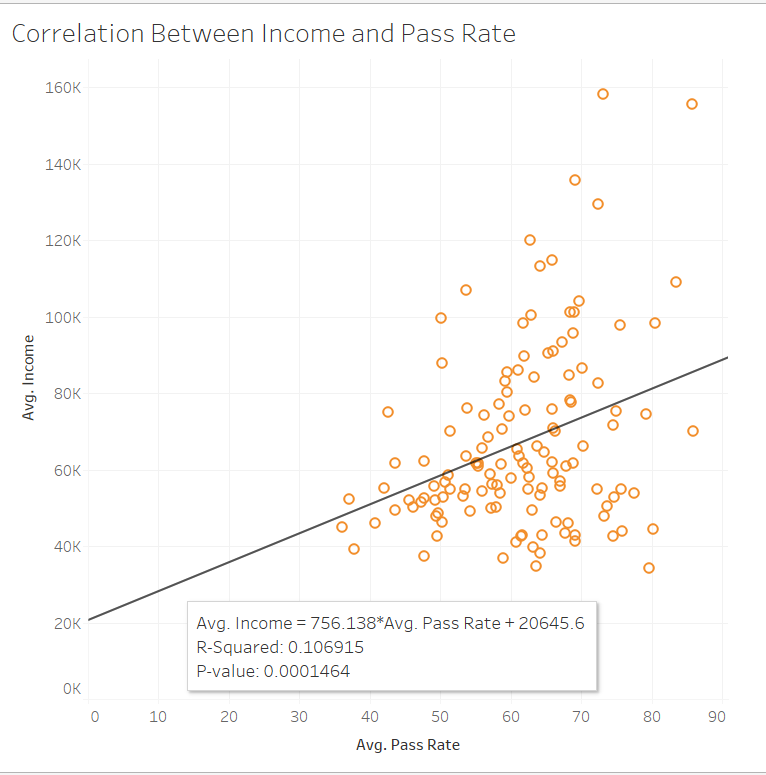 Correlation Between Income and Pass Rate
160K
140K
120K
100K
80K
60K
40K
20K
0K
Avg. Income
Avg. Income = 756.138*Avg. Pass Rate + 20645.6
R-Squared: 0.106915
P-value: 0.0001464
0 10 20 30 40 50 60 70 80 90
Avg. Pass Rate